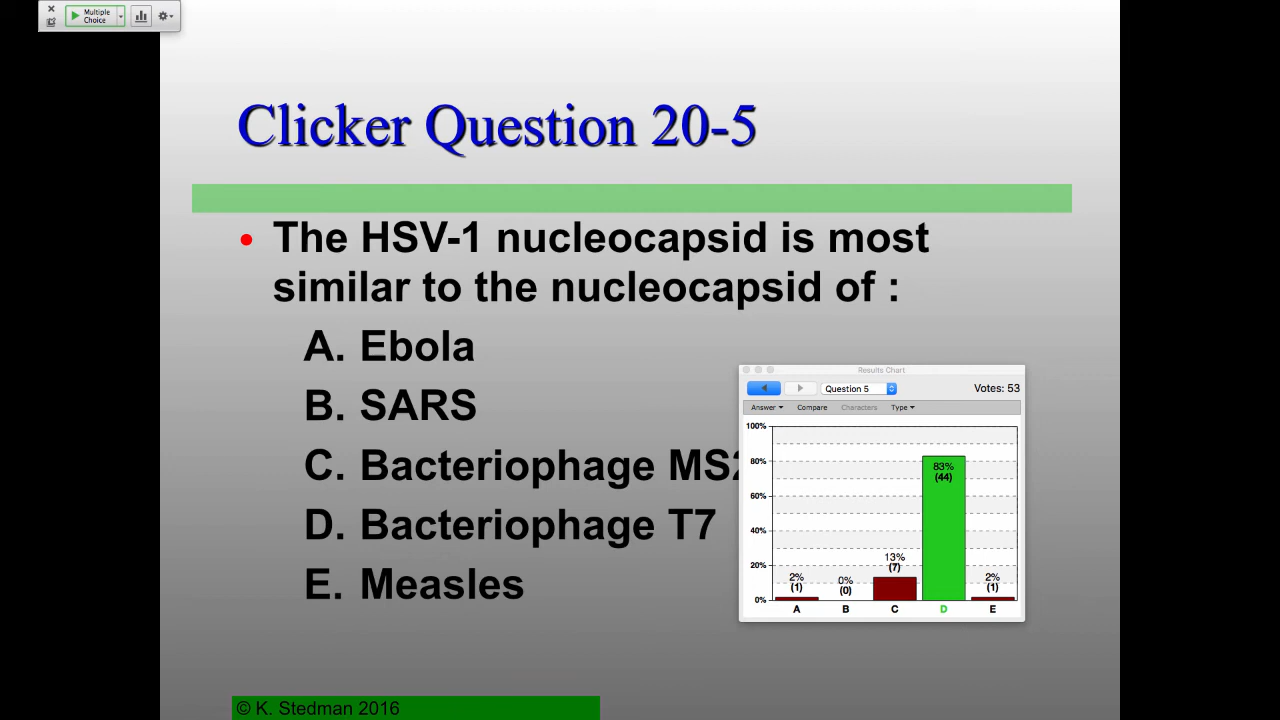 Multiple
Choice
Clicker Question 20-5
The HSV-1 nucleocapsid is most
similar to the nucleocapsid of :
A. Ebola
B. SARS
C. Bacteriophage MS2
D. Bacteriophage T7
E. Measles
Results Chart
Question 5
Votes: 53
Answer Compare Characters Type
100%
80%
60%
40%
20%
0%
2%
(1)
0%
(0)
13%
(7)
83%
(44)
2%
(1)
A B C D E
© K. Stedman 2016